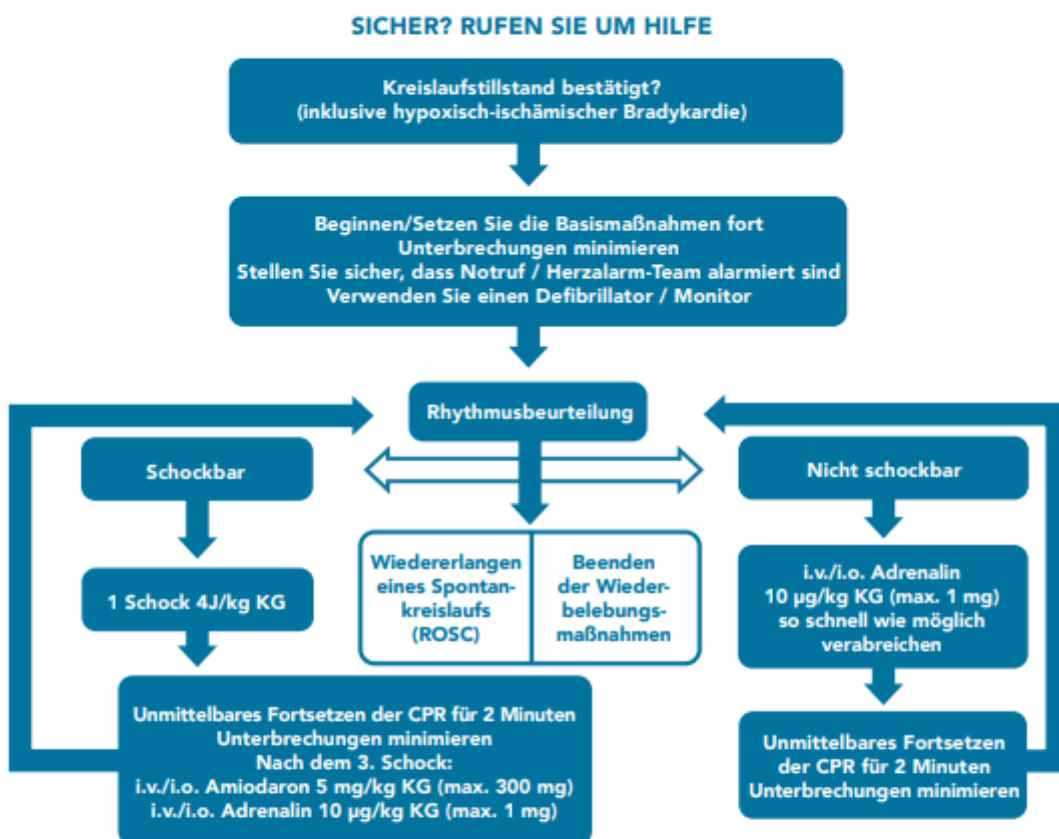 SICHER? RUFEN SIE UM HILFE
Kreislaufstillstand bestätigt?
(inklusive hypoxisch-ischämischer Bradykardie)
Beginnen/Setzen Sie die Basismaßnahmen fort
Unterbrechungen minimieren
Stellen Sie sicher, dass Notruf / Herzalarm-Team alarmiert sind
Verwenden Sie einen Defibrillator / Monitor
Rhythmusbeurteilung
Schockbar
1 Schock 4J/kg KG
Unmittelbares Fortsetzen der CPR für 2 Minuten
Unterbrechungen minimieren
Nach dem 3. Schock:
i.v./i.o. Amiodaron 5 mg/kg KG (max. 300 mg)
i.v./i.o. Adrenalin 10 µg/kg KG (max. 1 mg)
Wiedererlangen
eines Spontan-
kreislaufs
(ROSC)
Beenden
der Wieder-
belebungs-
maßnahmen
Nicht schockbar
i.v./i.o. Adrenalin
10 µg/kg KG (max. 1 mg)
so schnell wie möglich
verabreichen
Unmittelbares Fortsetzen
der CPR für 2 Minuten
Unterbrechungen minimieren